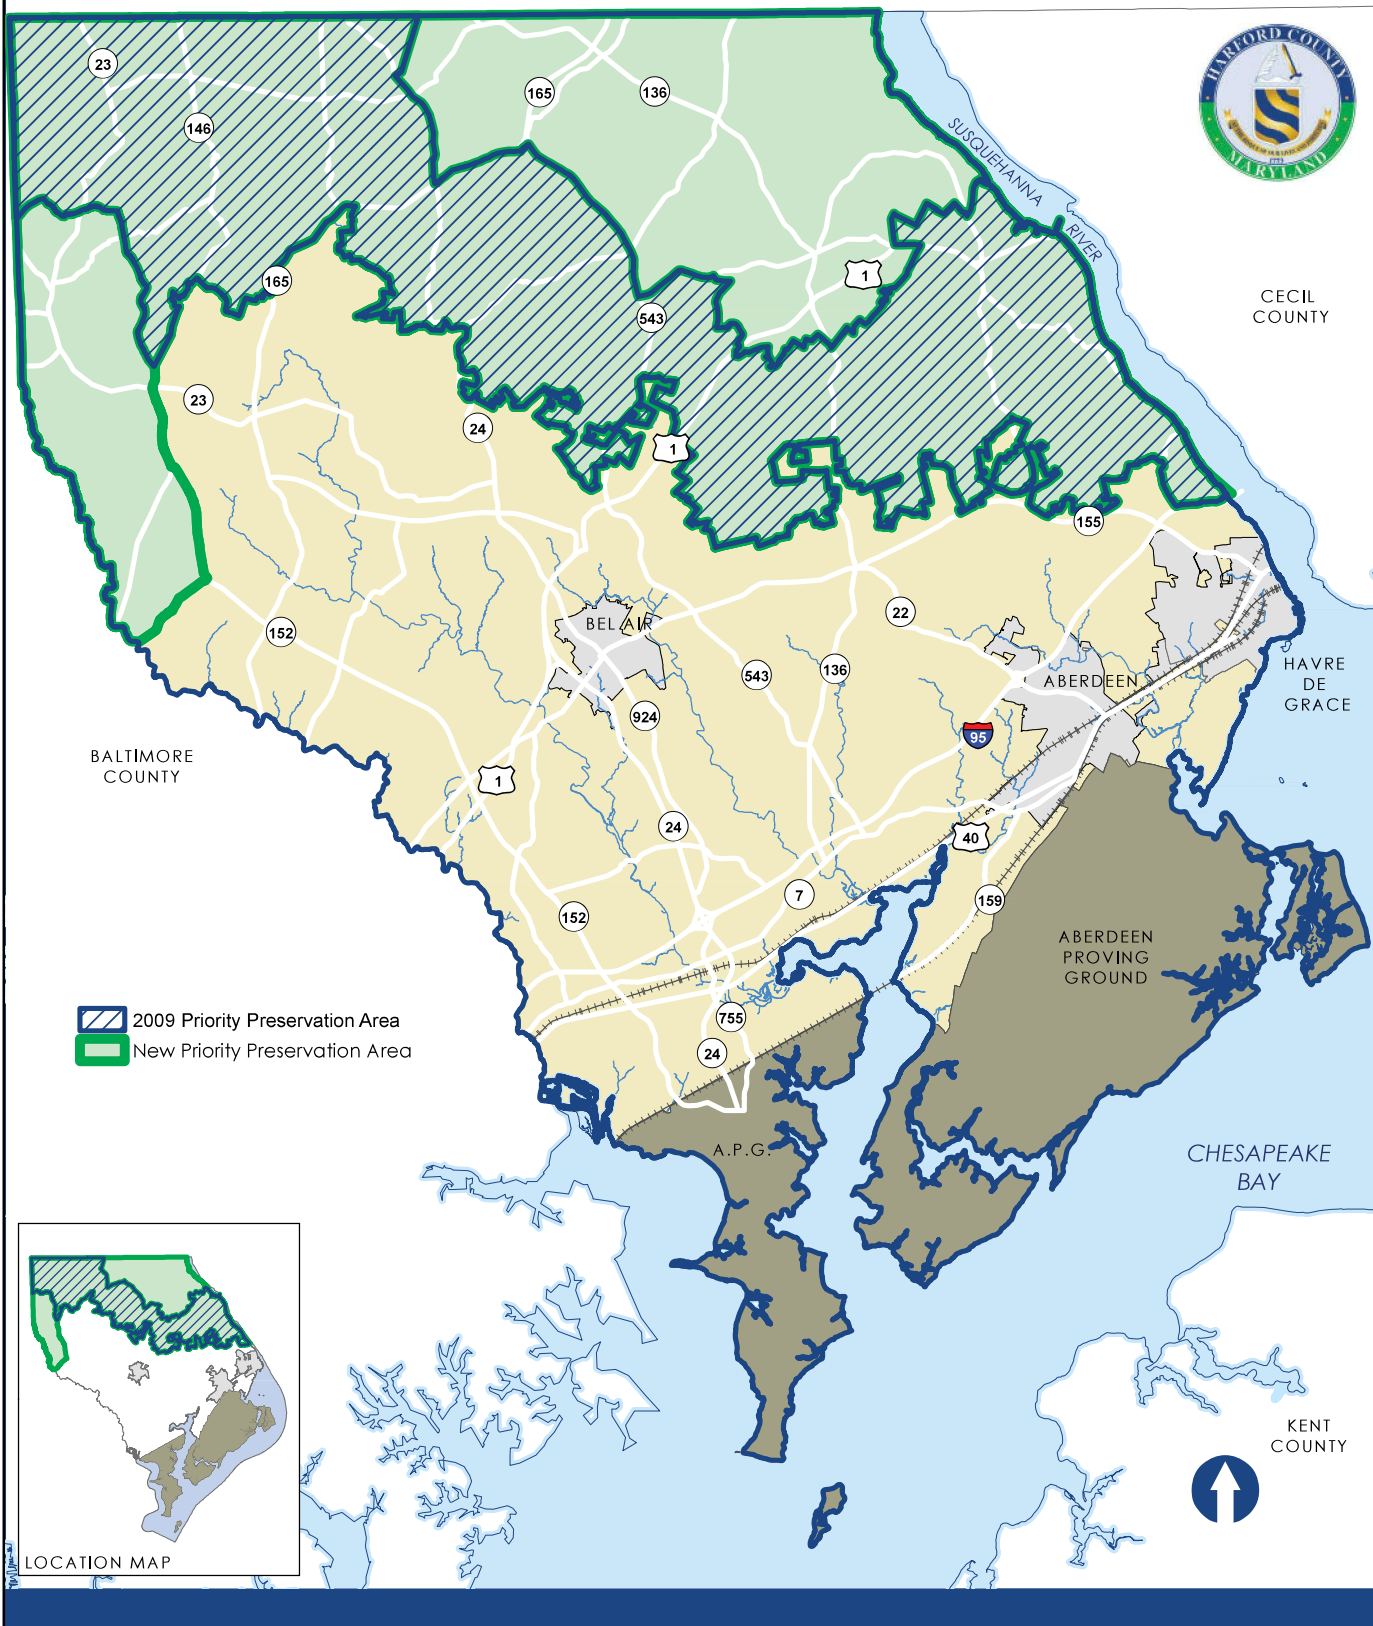 HARFORD COUNTY
MARYLAND
1773
23
165
136
146
SUSQUEHANNA
RIVER
165
1
CECIL
COUNTY
543
23
24
1
155
22
BEL AIR
152
HAVRE
DE
GRACE
543
136
ABERDEEN
924
95
BALTIMORE
COUNTY
1
24
40
7
159
152
ABERDEEN
PROVING
GROUND
2009 Priority Preservation Area
New Priority Preservation Area
755
24
A.P.G.
CHESAPEAKE
BAY
KENT
COUNTY
LOCATION MAP